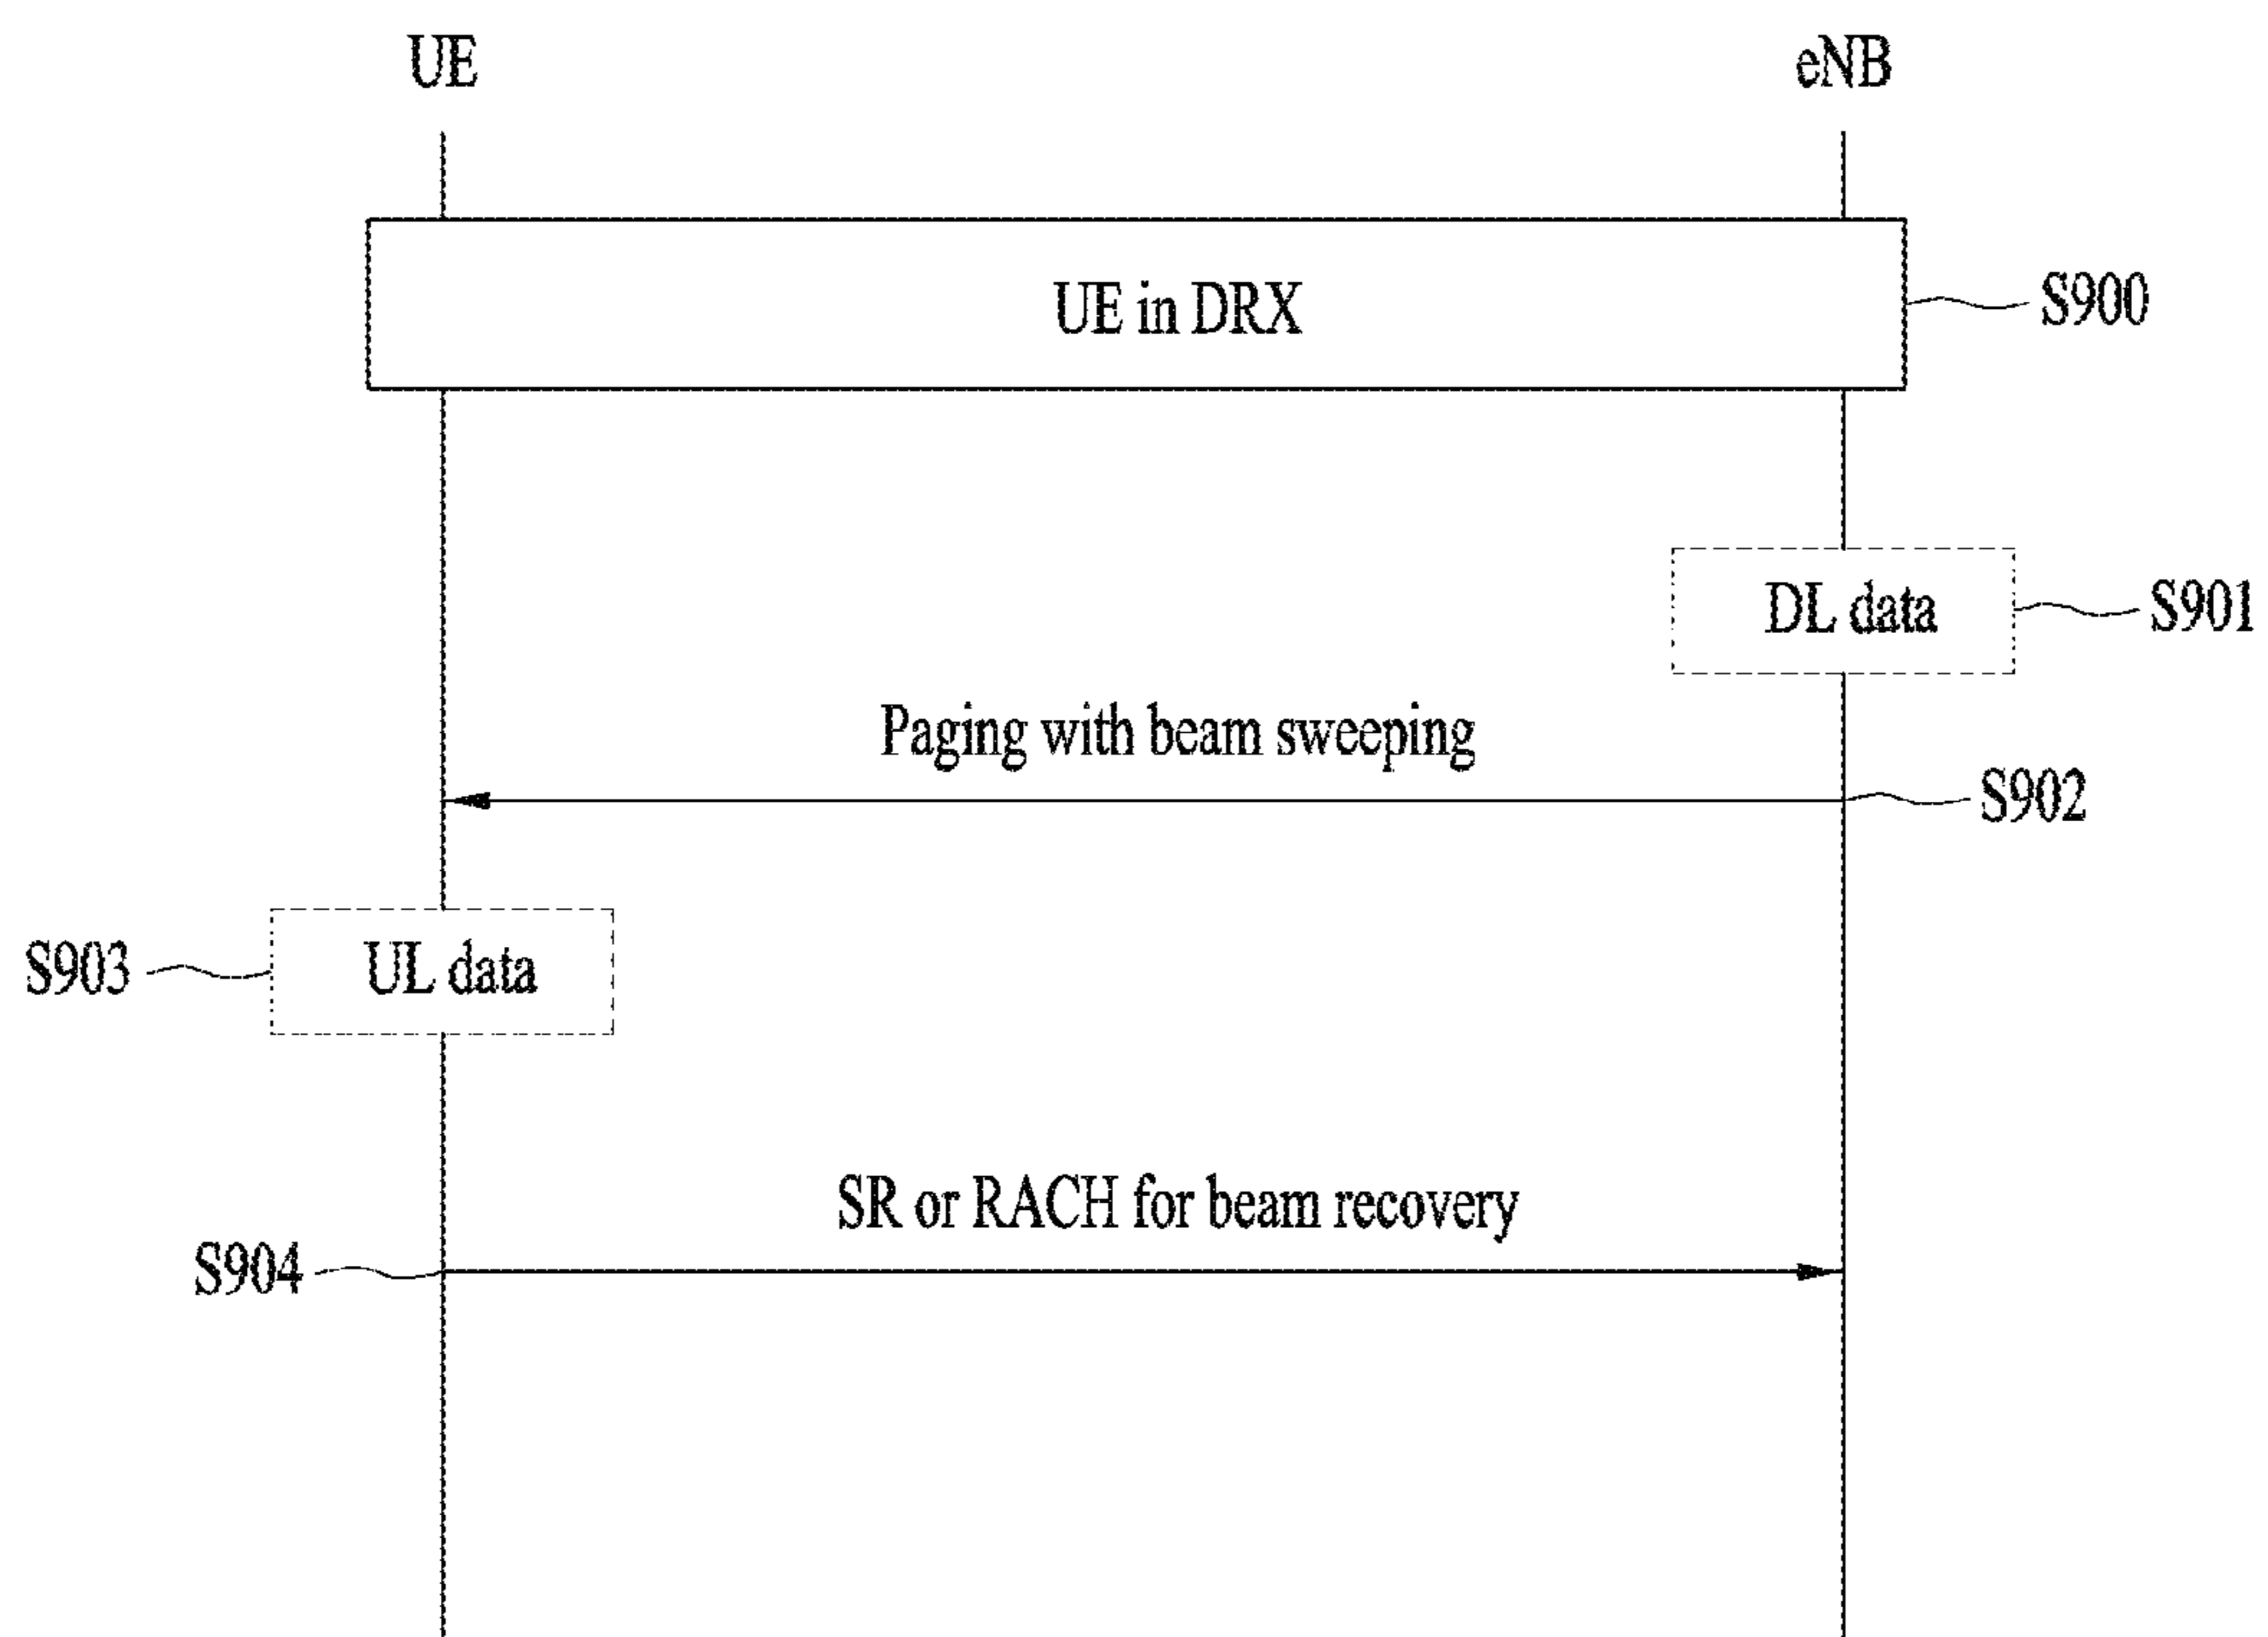 UE
eNB
UE in DRX
S900
DL data
S901
Paging with beam sweeping
S902
S903
UL data
SR or RACH for beam recovery
S904